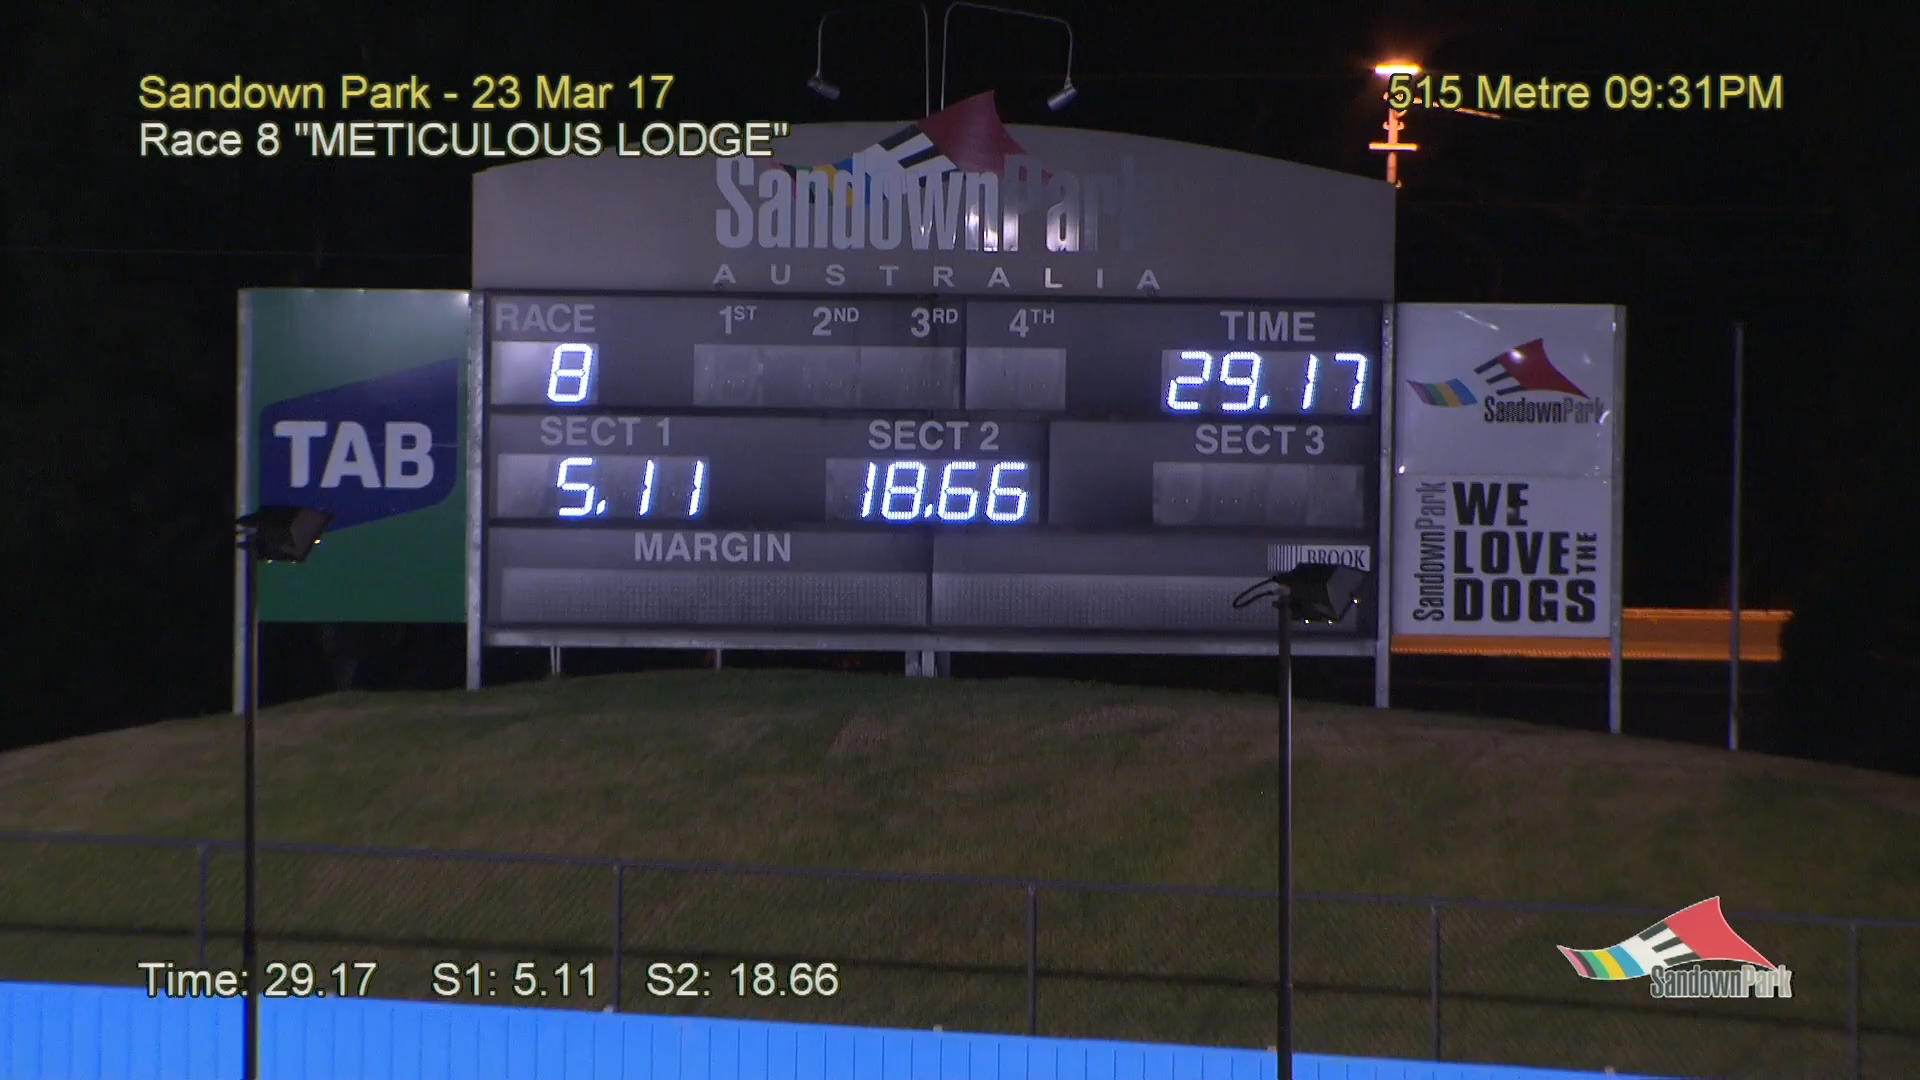 Sandown Park - 23 Mar 17
515 Metre 09:31PM
Race 8 "METICULOUS LODGE"
SandownPark
AUSTRALIA
RACE 1ST 2ND 3RD 4TH TIME
8 29.17
SECT 1 SECT 2 SECT 3
5.11 18.66
MARGIN
BROOK
TAB
SandownPark
SandownPark
WE
LOVE THE
DOGS
Time: 29.17 S1: 5.11 S2: 18.66
SandownPark